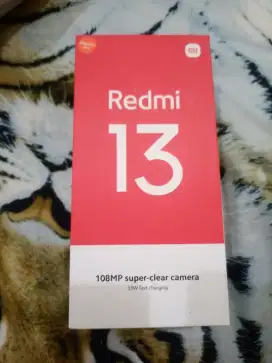 Redmi
13
108MP super-clear camera
33W fast charging